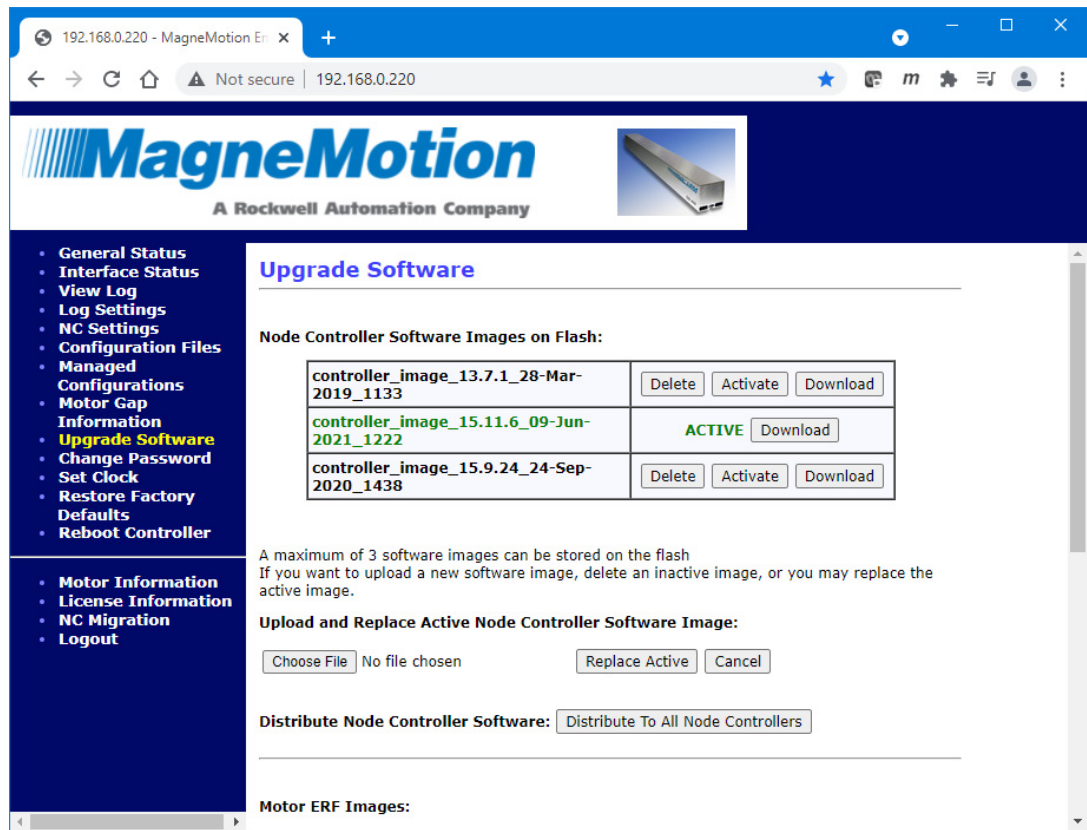 192.168.0.220 - MagneMotion En
Not secure | 192.168.0.220
m
MagneMotion
A Rockwell Automation Company
General Status
Interface Status
View Log
Log Settings
NC Settings
Configuration Files
Managed
Configurations
Motor Gap
Information
Upgrade Software
Change Password
Set Clock
Restore Factory
Defaults
Reboot Controller
Motor Information
License Information
NC Migration
Logout
Upgrade Software
Node Controller Software Images on Flash:
controller_image_13.7.1_28-Mar-
2019_1133
Delete Activate Download
controller_image_15.11.6_09-Jun-
2021_1222
ACTIVE Download
controller_image_15.9.24_24-Sep-
2020_1438
Delete Activate Download
A maximum of 3 software images can be stored on the flash
If you want to upload a new software image, delete an inactive image, or you may replace the
active image.
Upload and Replace Active Node Controller Software Image:
Choose File No file chosen Replace Active Cancel
Distribute Node Controller Software: Distribute To All Node Controllers
Motor ERF Images: